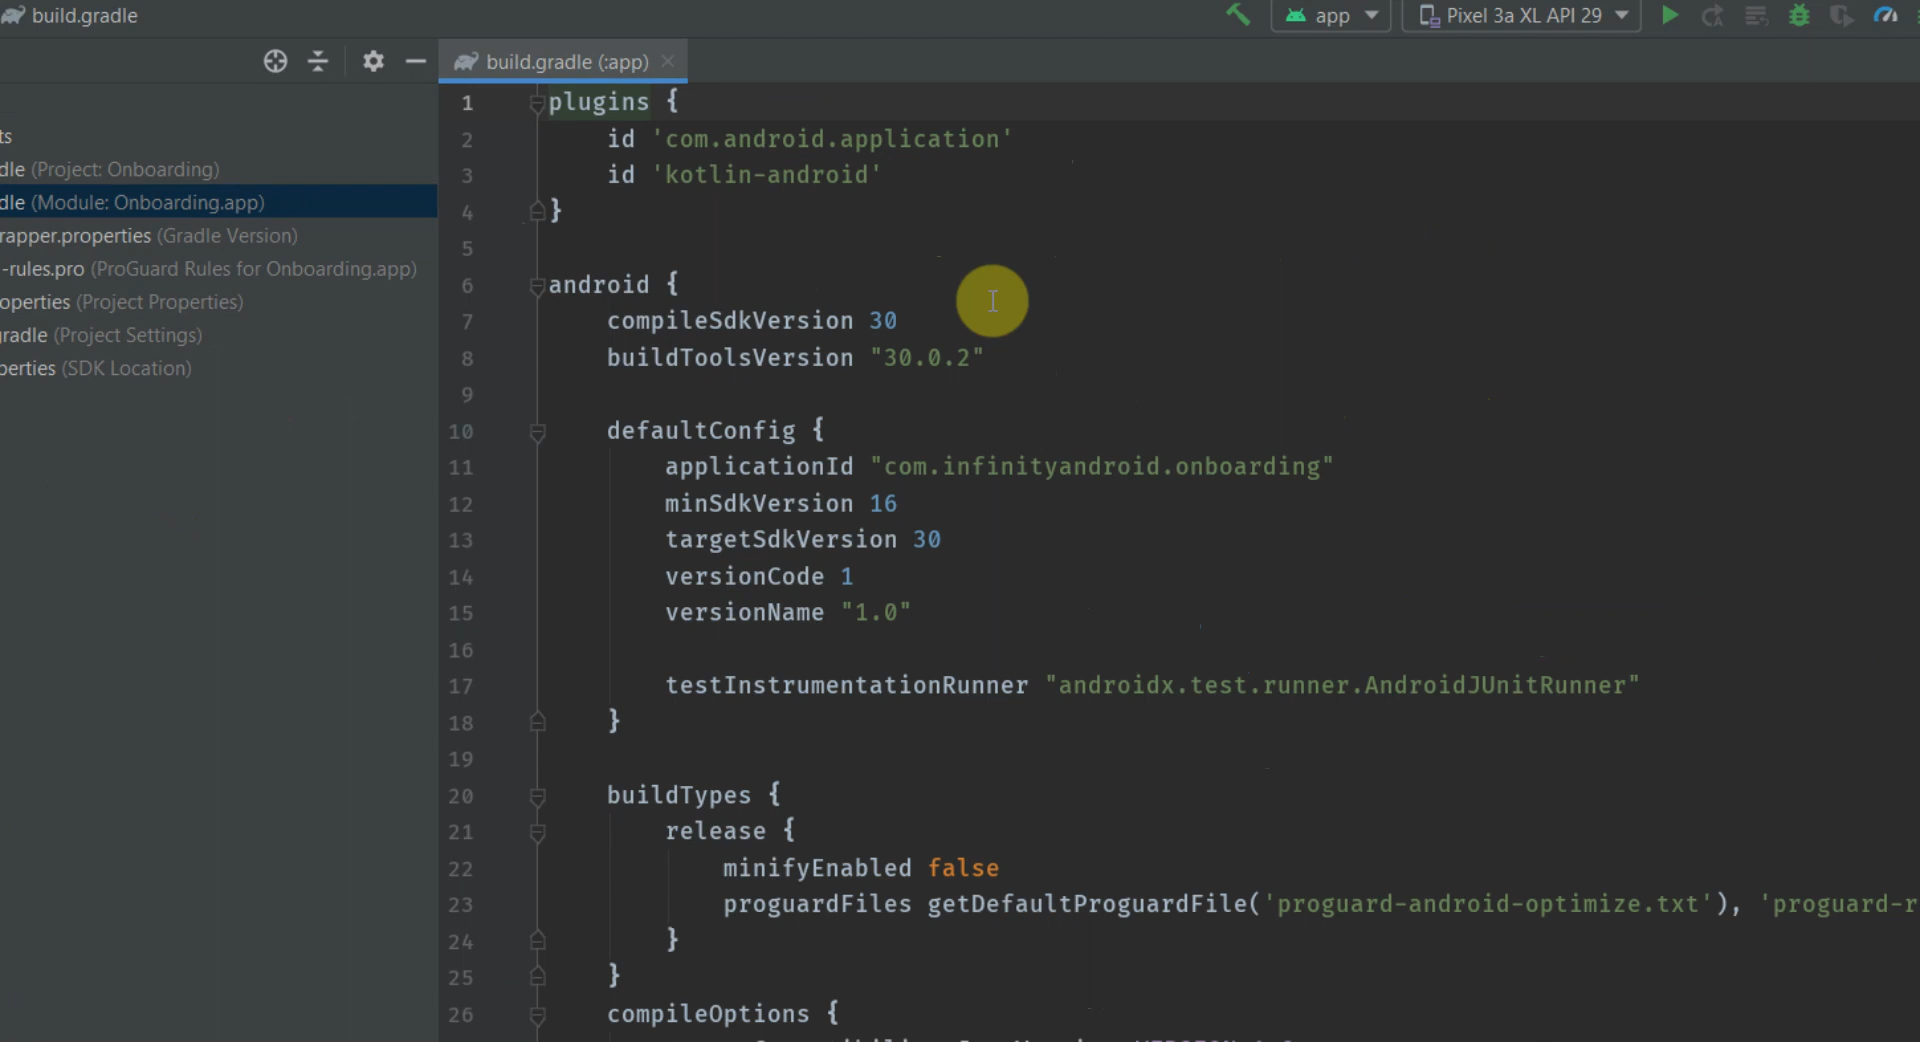 build.gradle
app
Pixel 3a XL API 29
build.gradle (:app)
ts
dle (Project: Onboarding)
dle (Module: Onboarding.app)
rapper.properties (Gradle Version)
-rules.pro (ProGuard Rules for Onboarding.app)
operties (Project Properties)
gradle (Project Settings)
perties (SDK Location)
1 plugins {
2 id 'com.android.application'
3 id 'kotlin-android'
4 }
5
6 android {
7 compileSdkVersion 30
8 buildToolsVersion "30.0.2"
9
10 defaultConfig {
11 applicationId "com.infinityandroid.onboarding"
12 minSdkVersion 16
13 targetSdkVersion 30
14 versionCode 1
15 versionName "1.0"
16
17 testInstrumentationRunner "androidx.test.runner.AndroidJUnitRunner"
18 }
19
20 buildTypes {
21 release {
22 minifyEnabled false
23 proguardFiles getDefaultProguardFile('proguard-android-optimize.txt'), 'proguard-r
24 }
25 }
26 compileOptions {